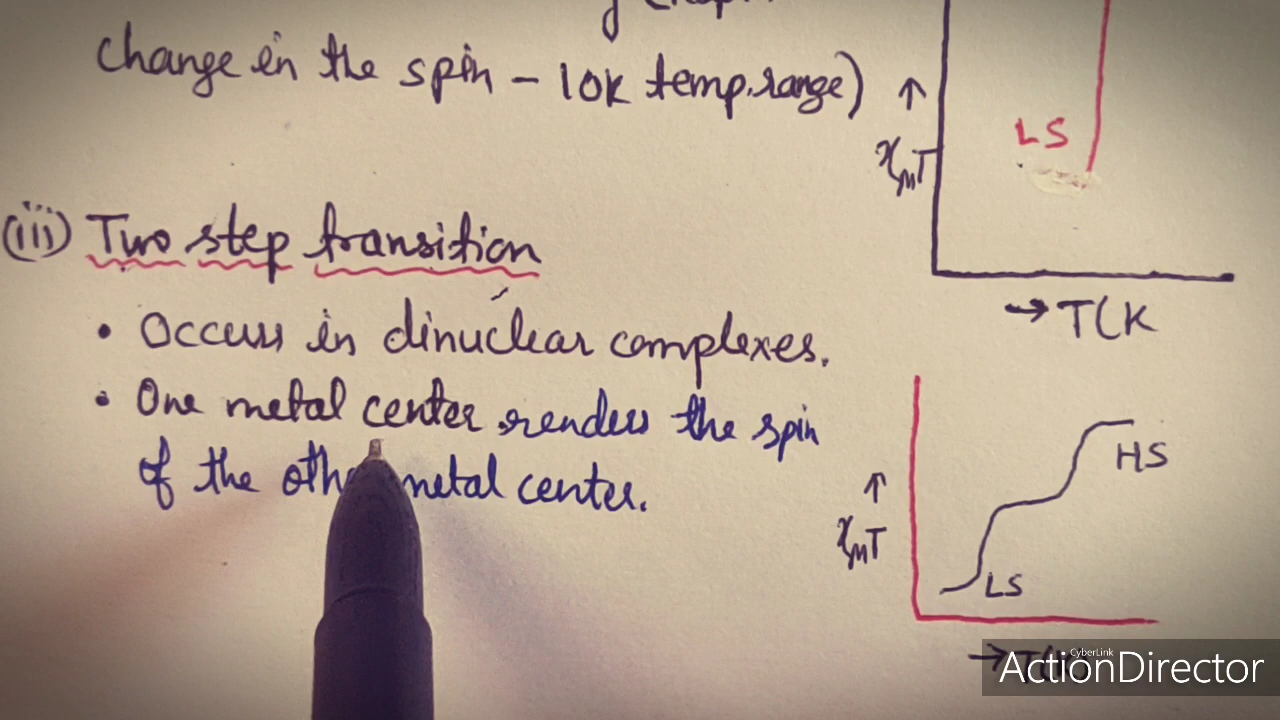 change in the spin - 10K temp. range)
↑
χMT
LS
→ T(K
(iii) Two step transition
• Occurs in dinuclear complexes.
• One metal center renders the spin
of the metal center.
↑
χMT
HS
LS
→
CyberLink
ActionDirector